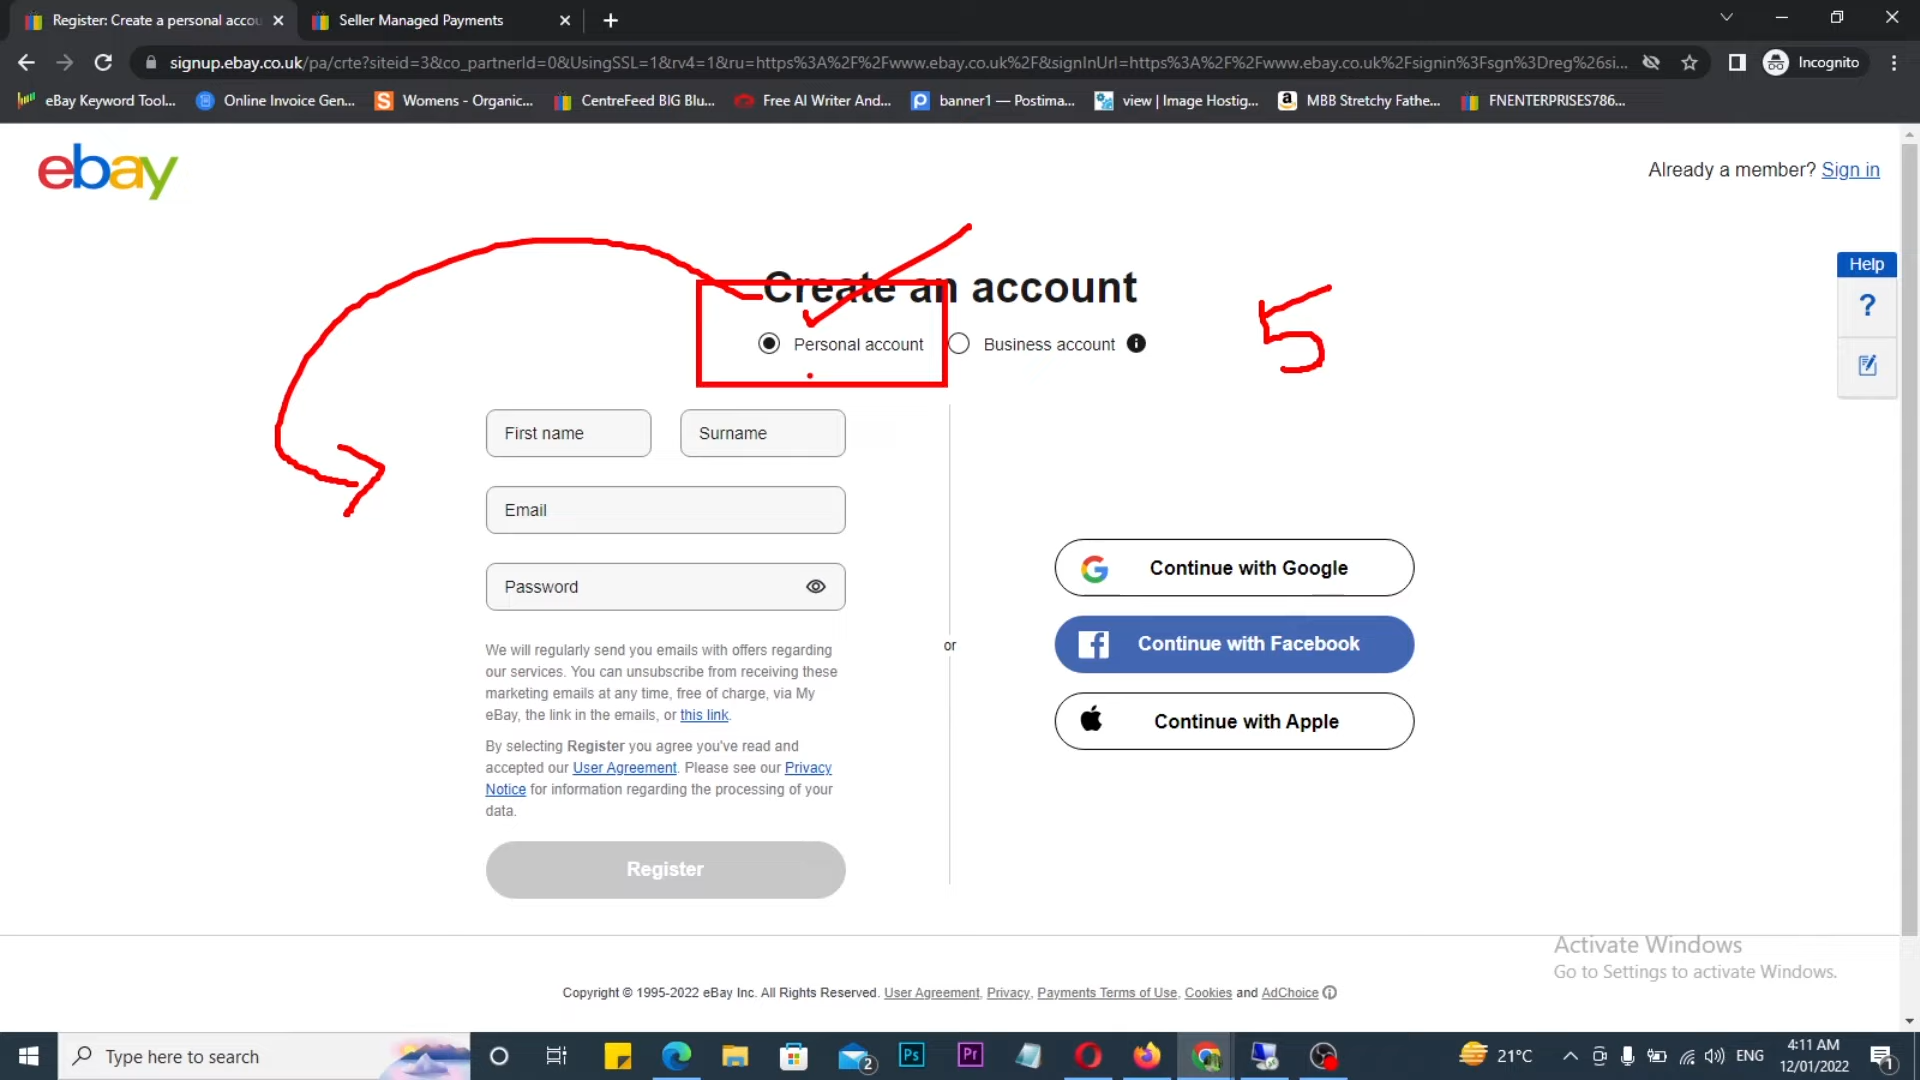 Register: Create a personal accou
Seller Managed Payments
signup.ebay.co.uk/pa/crte?siteid=3&co_partnerId=0&UsingSSL=1&rv4=1&ru=https%3A%2F%2Fwww.ebay.co.uk%2F&signInUrl=https%3A%2F%2Fwww.ebay.co.uk%2Fsignin%3Fsgn%3Dreg%26si...
Incognito
eBay Keyword Tool...
Online Invoice Gen...
Womens - Organic...
CentreFeed BIG Blu...
Free AI Writer And...
banner1 — Postima...
view | Image Hostig...
MBB Stretchy Fathe...
FNENTERPRISES786...
ebay
Already a member? Sign in
Help
?
Create an account
5
Personal account
Business account
First name
Surname
Email
Password
We will regularly send you emails with offers regarding
our services. You can unsubscribe from receiving these
marketing emails at any time, free of charge, via My
eBay, the link in the emails, or this link.
By selecting Register you agree you've read and
accepted our User Agreement. Please see our Privacy
Notice for information regarding the processing of your
data.
Register
or
Continue with Google
Continue with Facebook
Continue with Apple
Activate Windows
Go to Settings to activate Windows.
Copyright © 1995-2022 eBay Inc. All Rights Reserved. User Agreement, Privacy, Payments Terms of Use, Cookies and AdChoice
Type here to search
2
Ps
Pr
21°C
ENG
4:11 AM
12/01/2022
1